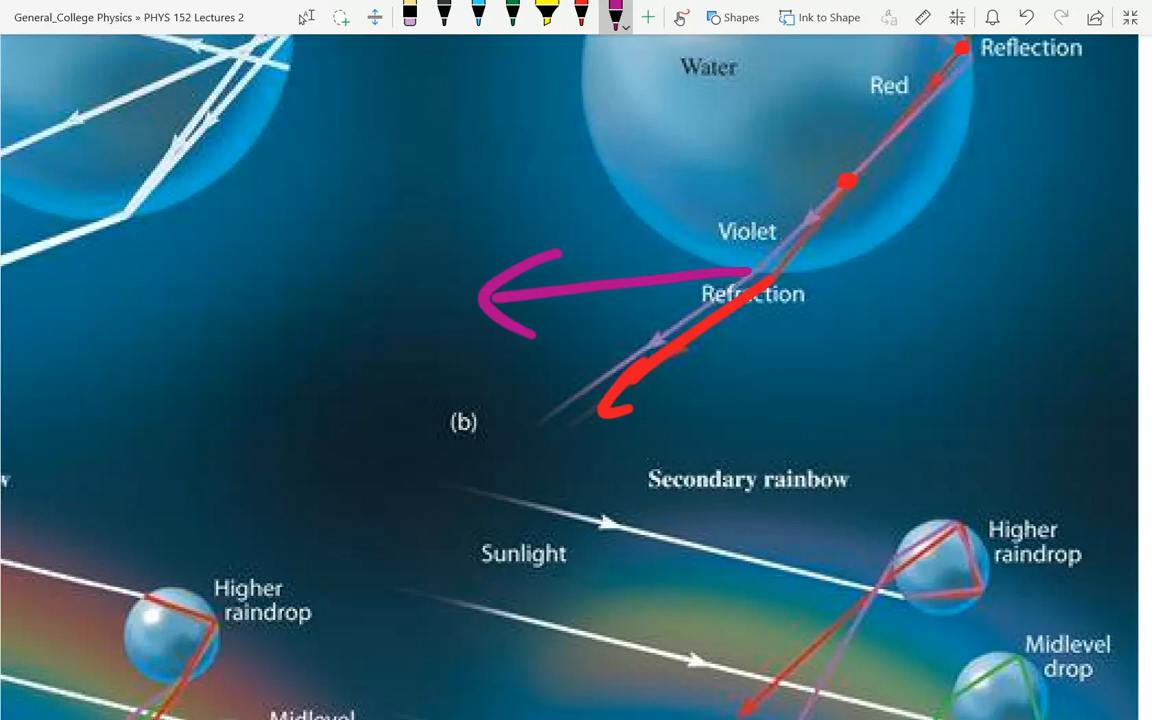 General_College Physics » PHYS 152 Lectures 2
Shapes
Ink to Shape
Reflection
Water
Red
Violet
Refraction
(b)
w
Secondary rainbow
Sunlight
Higher
raindrop
Higher
raindrop
Midlevel
drop
Midlevel